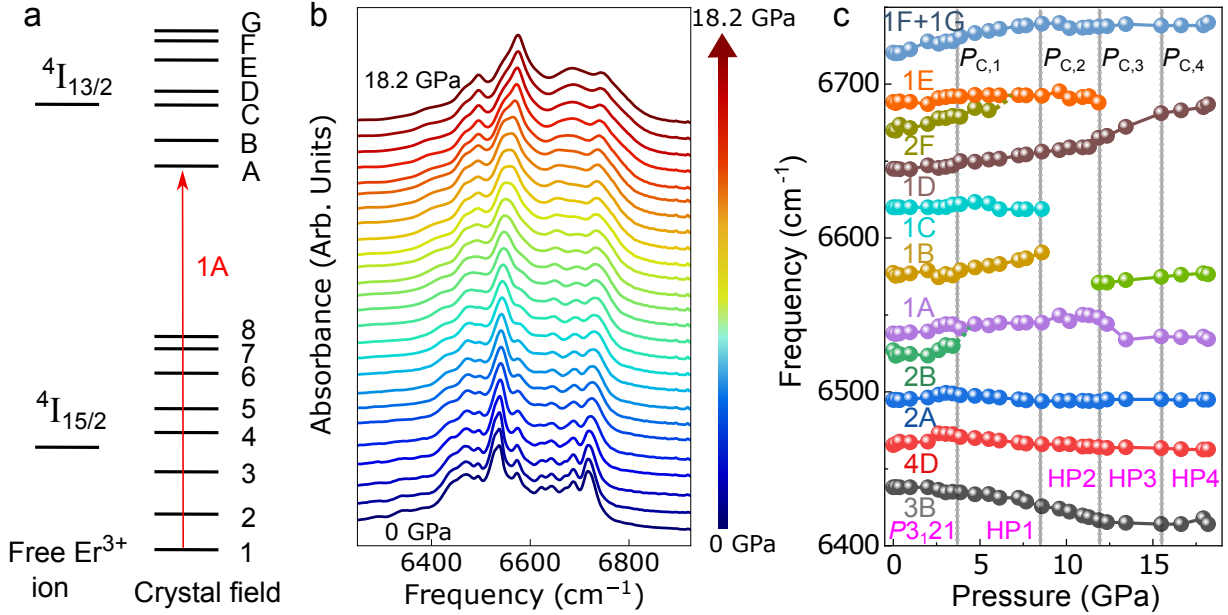 a
⁴I₁₃/₂
G
F
E
D
C
B
A
1A
⁴I₁₅/₂
8
7
6
5
4
3
2
1
Free Er³⁺
ion
Crystal field
b
18.2 GPa
0 GPa
Absorbance (Arb. Units)
6400 6600 6800
Frequency (cm⁻¹)
18.2 GPa
0 GPa
c
1F+1G
P_C,1 P_C,2 P_C,3 P_C,4
1E
2F
1D
1C
1B
1A
2B
2A
4D
3B
HP2 HP3 HP4
P3₁21 HP1
6700
6600
6500
6400
Frequency (cm⁻¹)
0 5 10 15
Pressure (GPa)